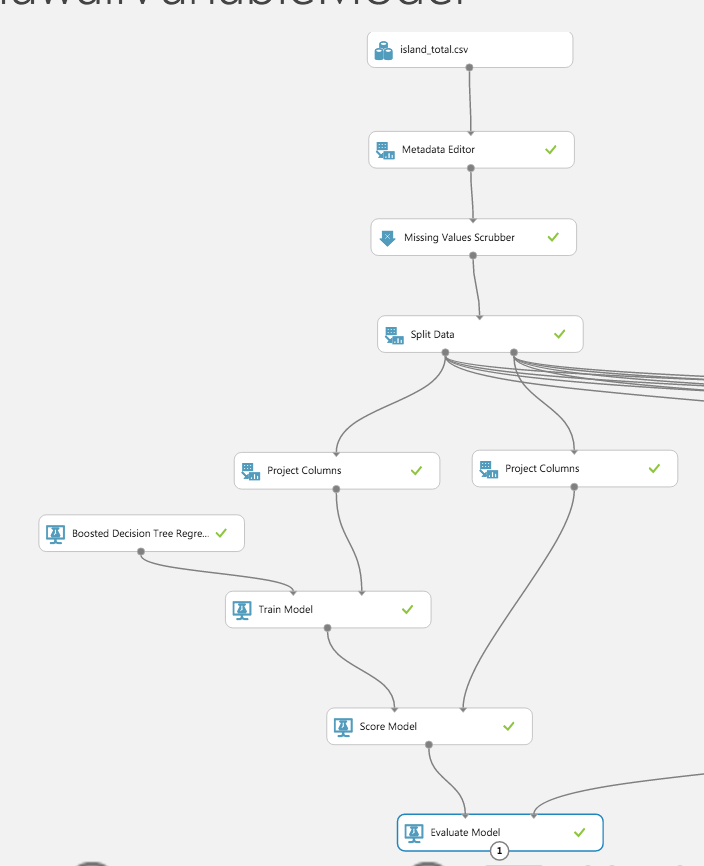 island_total.csv
Metadata Editor
Missing Values Scrubber
Split Data
Project Columns
Project Columns
Boosted Decision Tree Regre...
Train Model
Score Model
Evaluate Model
1